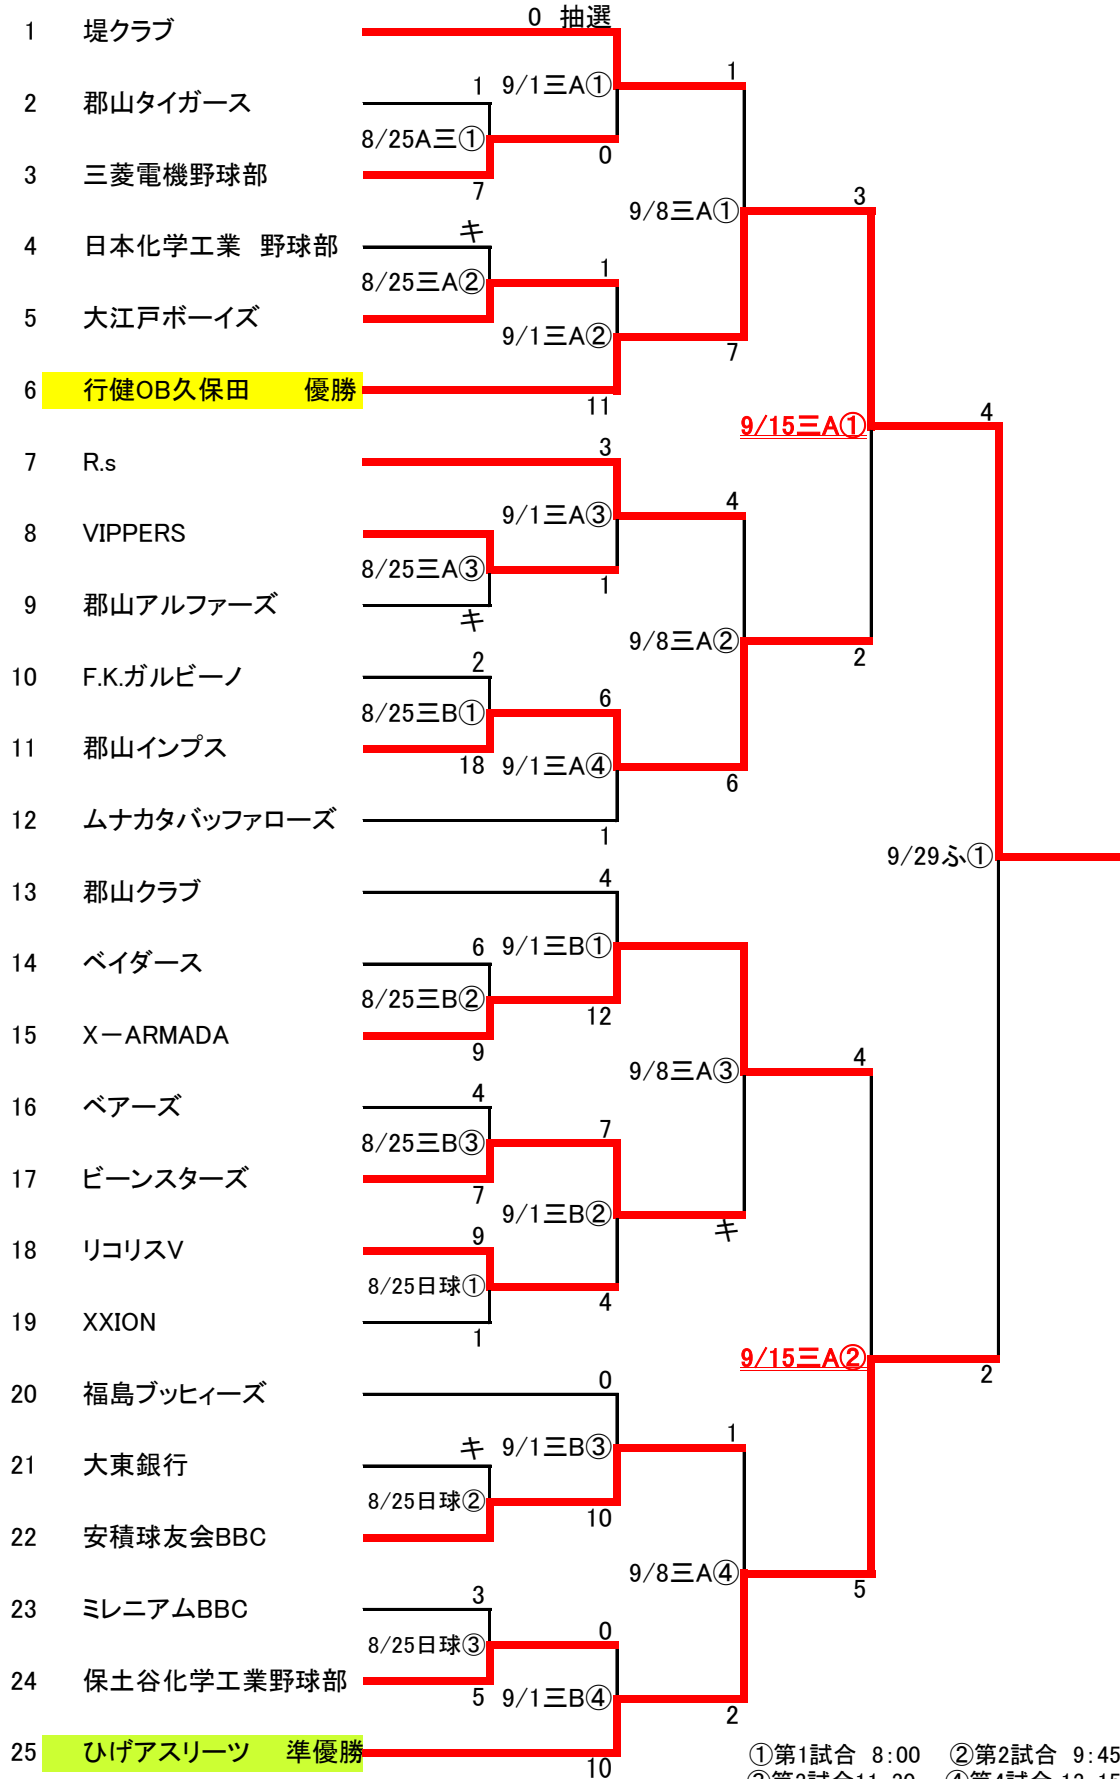 0 抽選
1 堤クラブ
1 9/1三A① 1
2 郡山タイガース
8/25A三①
0
3 三菱電機野球部
7
9/8三A① 3
キ
4 日本化学工業 野球部
8/25三A② 1
5 大江戸ボーイズ
9/1三A②
7
6 行健OB久保田 優勝
11
9/15三A① 4
3
7 R.s
9/1三A③ 4
8 VIPPERS
8/25三A③
1
9 郡山アルファーズ
キ
9/8三A②
2
2
10 F.K.ガルビーノ
8/25三B① 6
11 郡山インプス
18 9/1三A④
6
12 ムナカタバッファローズ
1
9/29ふ①
4
13 郡山クラブ
6 9/1三B①
14 ベイダース
8/25三B②
12
15 X－ARMADA
9
9/8三A③ 4
4
16 ベアーズ
8/25三B③ 7
17 ビーンスターズ
7
9/1三B②
キ
9
18 リコリスV
8/25日球①
4
19 XXION
1
9/15三A②
2
0
20 福島ブッヒィーズ
キ 9/1三B③ 1
21 大東銀行
8/25日球②
10
22 安積球友会BBC
9/8三A④
5
3
23 ミレニアムBBC
8/25日球③ 0
24 保土谷化学工業野球部
5 9/1三B④
2
25 ひげアスリーツ 準優勝
10
①第1試合 8:00 ②第2試合 9:45